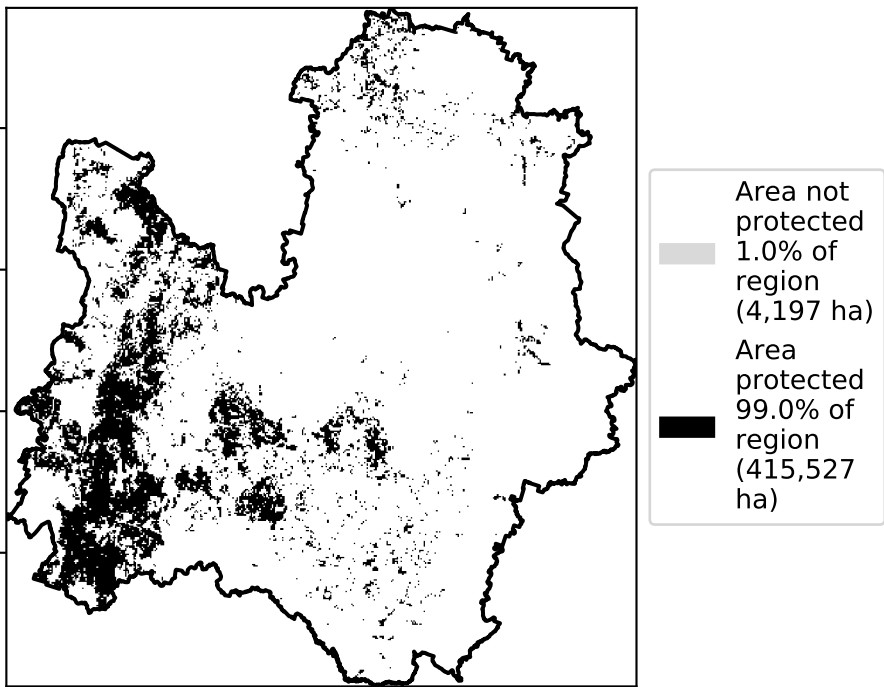 Area not
protected
1.0% of
region
(4,197 ha)
Area
protected
99.0% of
region
(415,527
ha)